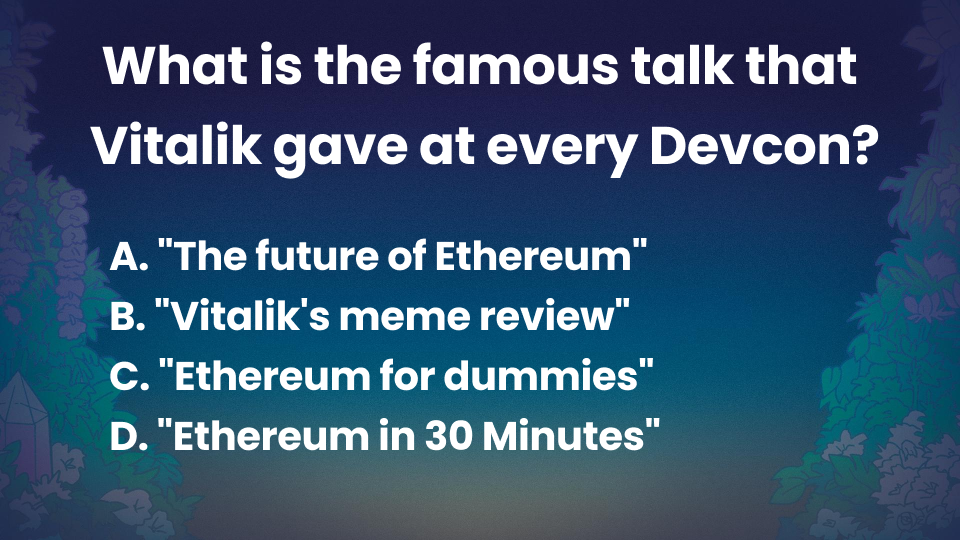 What is the famous talk that
Vitalik gave at every Devcon?
A. "The future of Ethereum"
B. "Vitalik's meme review"
C. "Ethereum for dummies"
D. "Ethereum in 30 Minutes"